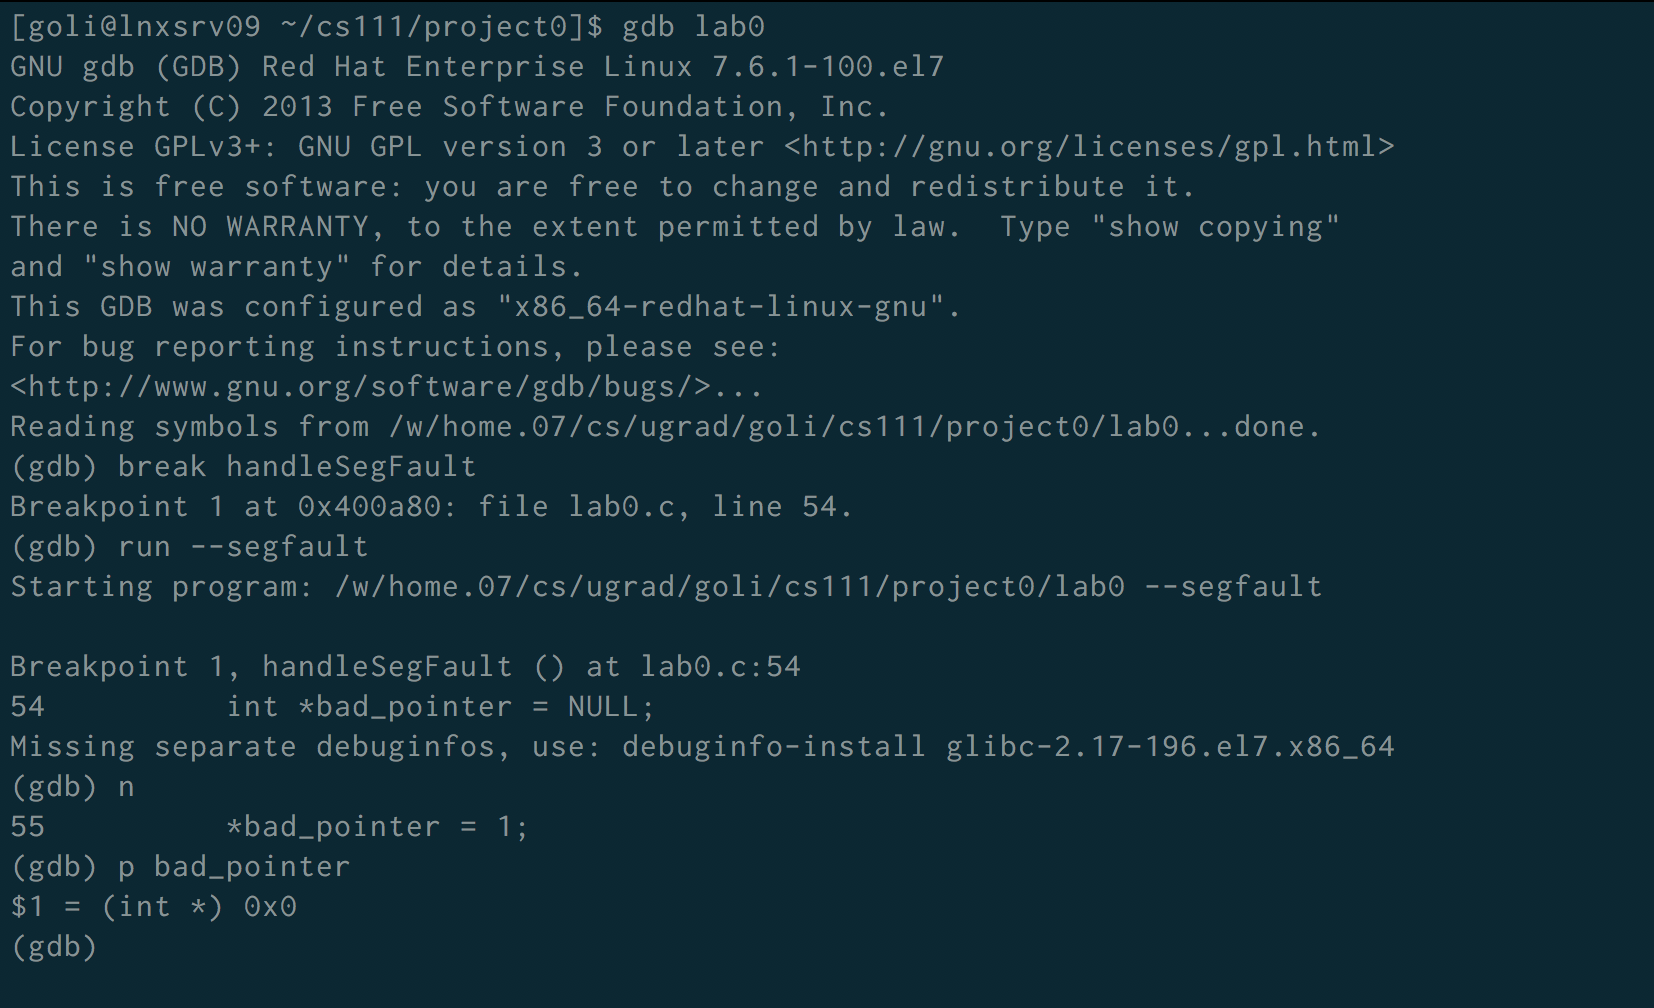 [goli@lnxsrv09 ~/cs111/project0]$ gdb lab0
GNU gdb (GDB) Red Hat Enterprise Linux 7.6.1-100.el7
Copyright (C) 2013 Free Software Foundation, Inc.
License GPLv3+: GNU GPL version 3 or later <http://gnu.org/licenses/gpl.html>
This is free software: you are free to change and redistribute it.
There is NO WARRANTY, to the extent permitted by law.  Type "show copying"
and "show warranty" for details.
This GDB was configured as "x86_64-redhat-linux-gnu".
For bug reporting instructions, please see:
<http://www.gnu.org/software/gdb/bugs/>...
Reading symbols from /w/home.07/cs/ugrad/goli/cs111/project0/lab0...done.
(gdb) break handleSegFault
Breakpoint 1 at 0x400a80: file lab0.c, line 54.
(gdb) run --segfault
Starting program: /w/home.07/cs/ugrad/goli/cs111/project0/lab0 --segfault

Breakpoint 1, handleSegFault () at lab0.c:54
54          int *bad_pointer = NULL;
Missing separate debuginfos, use: debuginfo-install glibc-2.17-196.el7.x86_64
(gdb) n
55          *bad_pointer = 1;
(gdb) p bad_pointer
$1 = (int *) 0x0
(gdb)